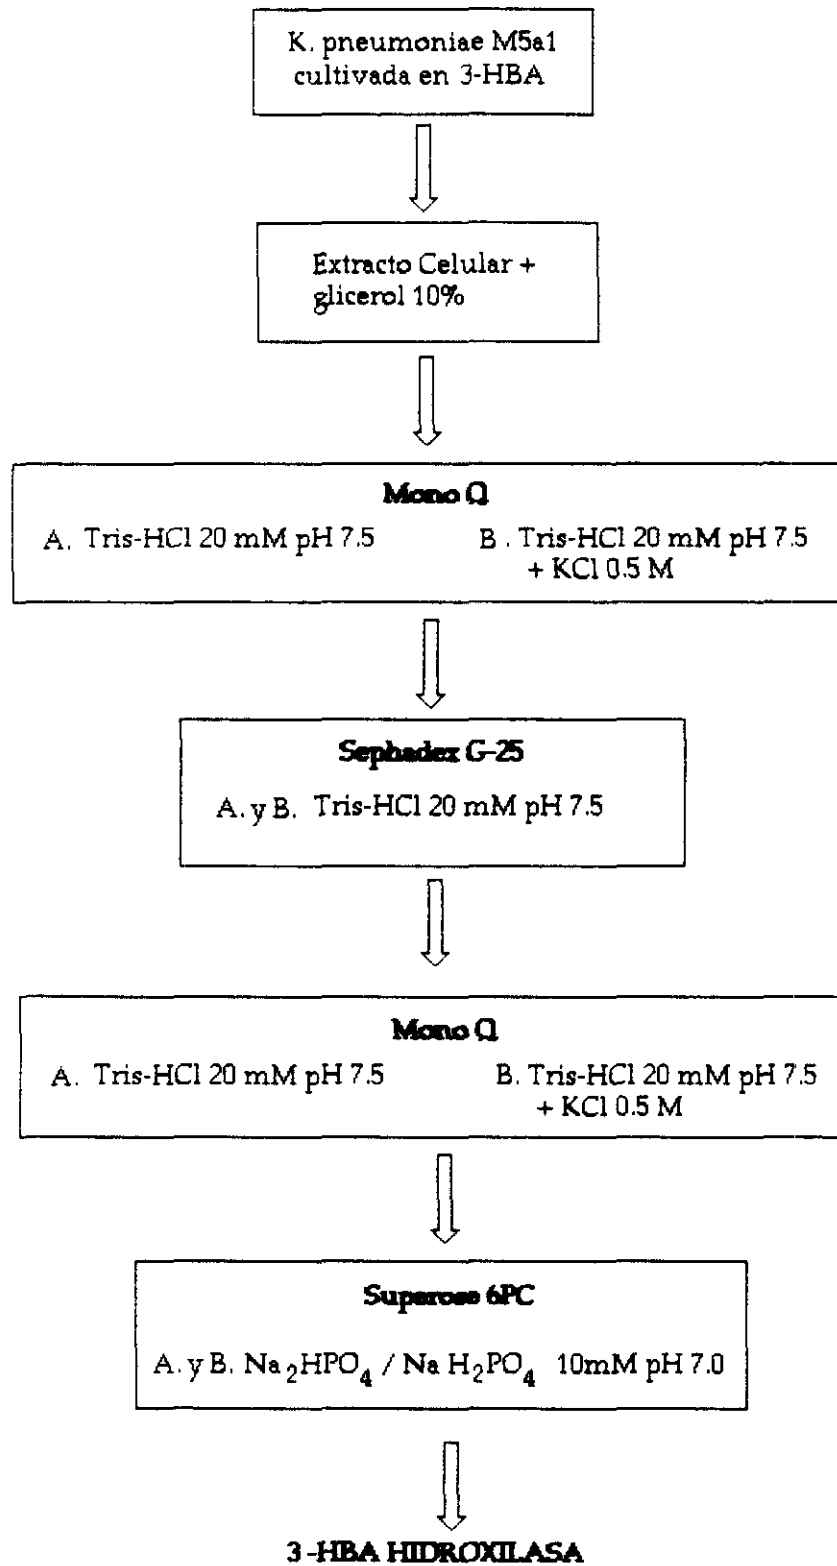 K. pneumoniae M5a1
cultivada en 3-HBA
Extracto Celular +
glicerol 10%
Mono Q
A. Tris-HCl 20 mM pH 7.5
B . Tris-HCl 20 mM pH 7.5
+ KCl 0.5 M
Sephadex G-25
A. y B. Tris-HCl 20 mM pH 7.5
Mono Q
A. Tris-HCl 20 mM pH 7.5
B. Tris-HCl 20 mM pH 7.5
+ KCl 0.5 M
Superose 6PC
A. y B. Na₂HPO₄ / Na H₂PO₄ 10mM pH 7.0
3 -HBA HIDROXILASA